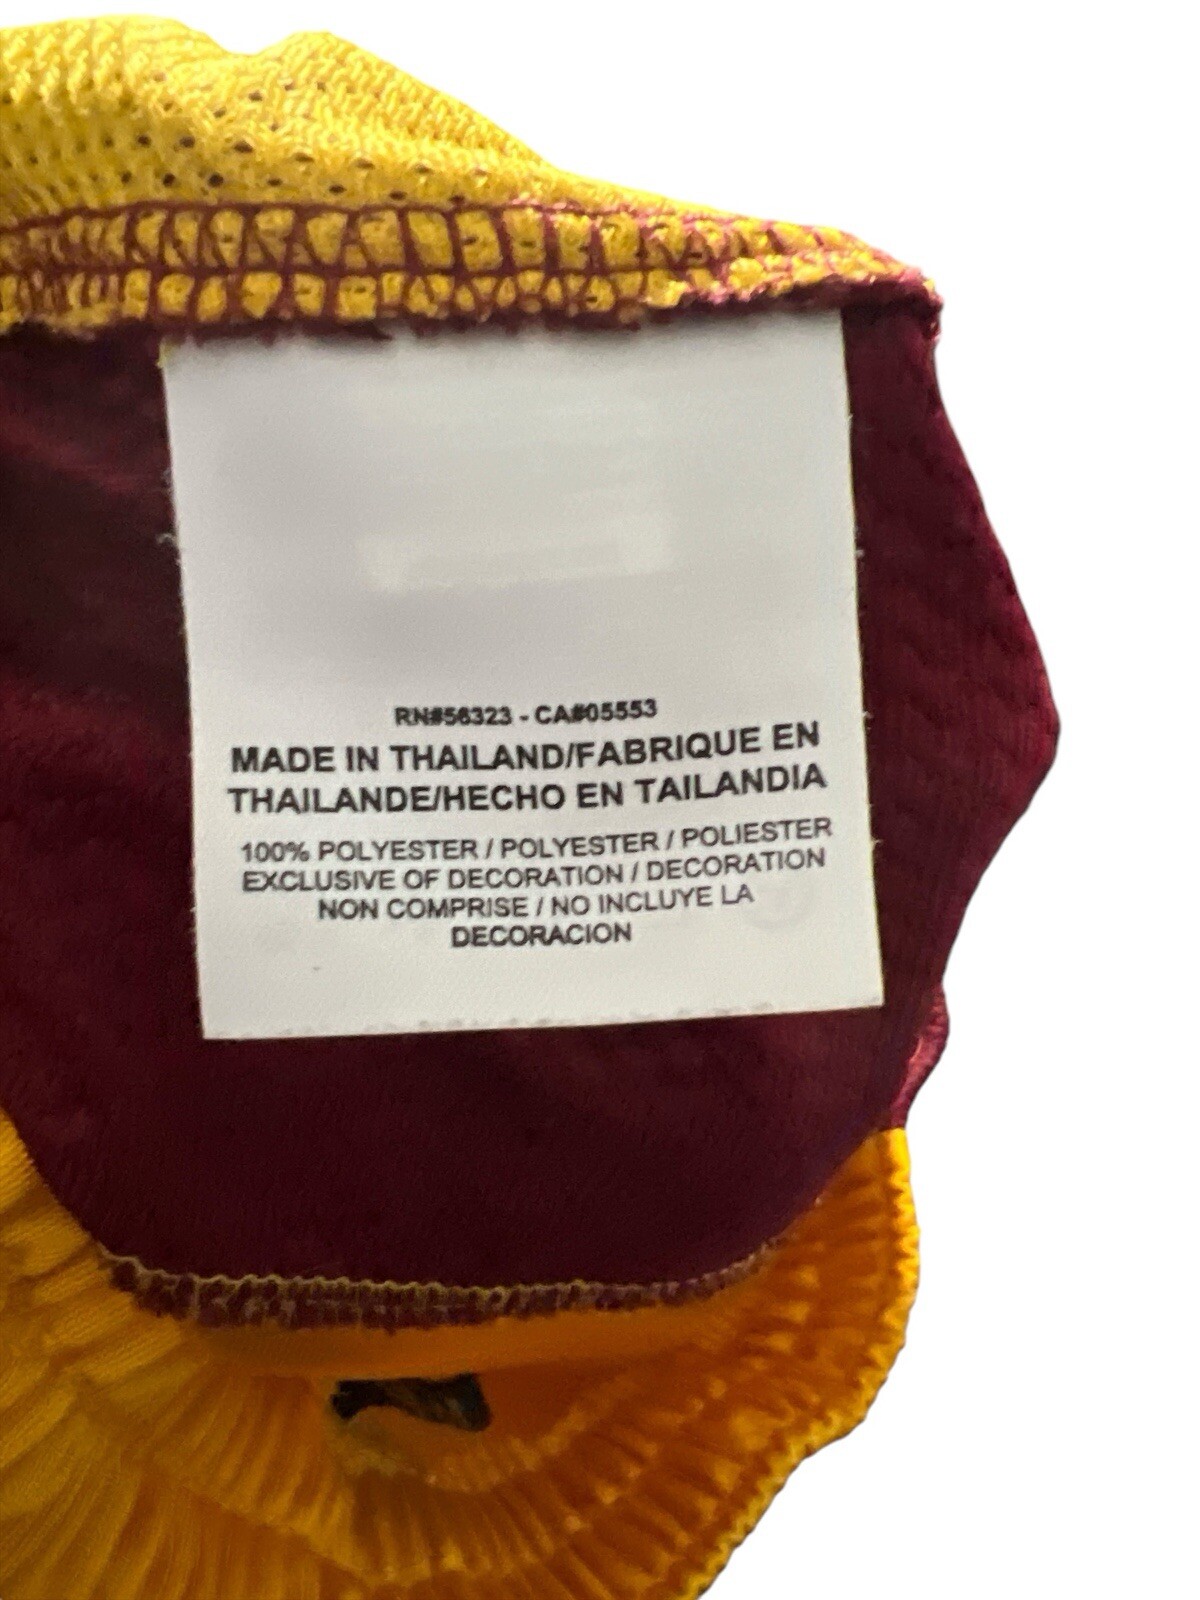 RN#56323 - CA#05553
MADE IN THAILAND/FABRIQUE EN
THAILANDE/HECHO EN TAILANDIA
100% POLYESTER / POLYESTER / POLIESTER
EXCLUSIVE OF DECORATION / DECORATION
NON COMPRISE / NO INCLUYE LA
DECORACION